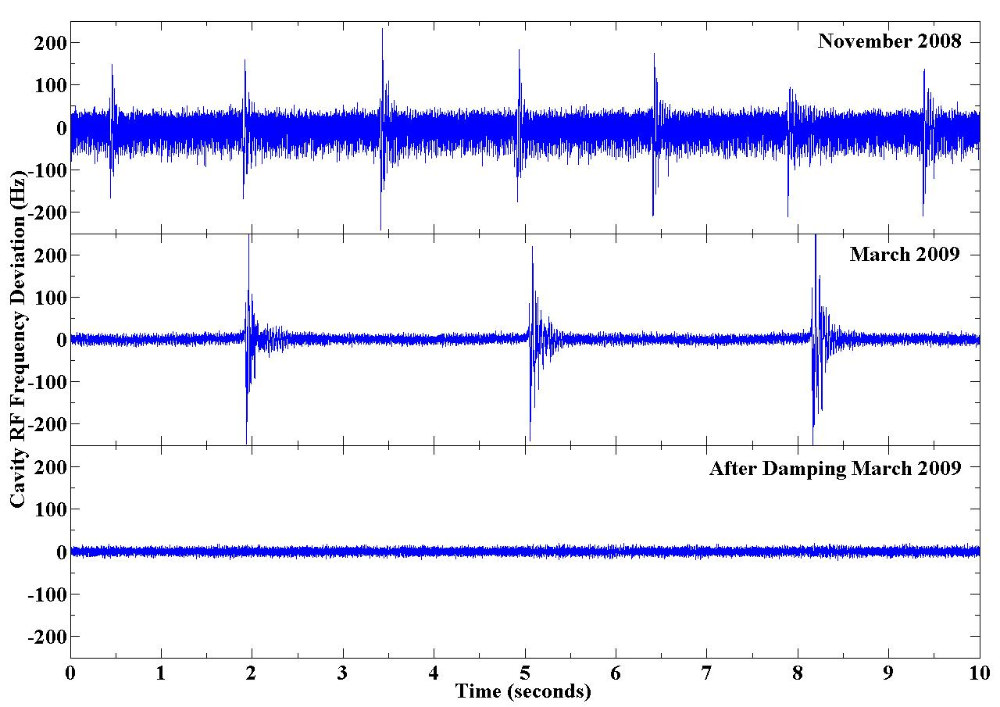 Cavity RF Frequency Deviation (Hz)
November 2008
200
100
0
-100
-200
March 2009
200
100
0
-100
-200
After Damping March 2009
200
100
0
-100
-200
0 1 2 3 4 5 6 7 8 9 10
Time (seconds)